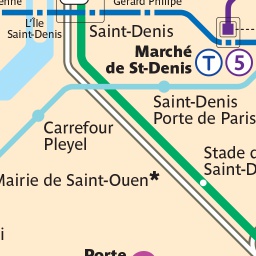 Gérard Philipe
enne
L'Île
Saint-Denis
Saint-Denis
Marché
de St-Denis
T 5
Saint-Denis
Porte de Paris
Carrefour
Pleyel
Stade d
Saint-D
Mairie de Saint-Ouen*
i
Porte